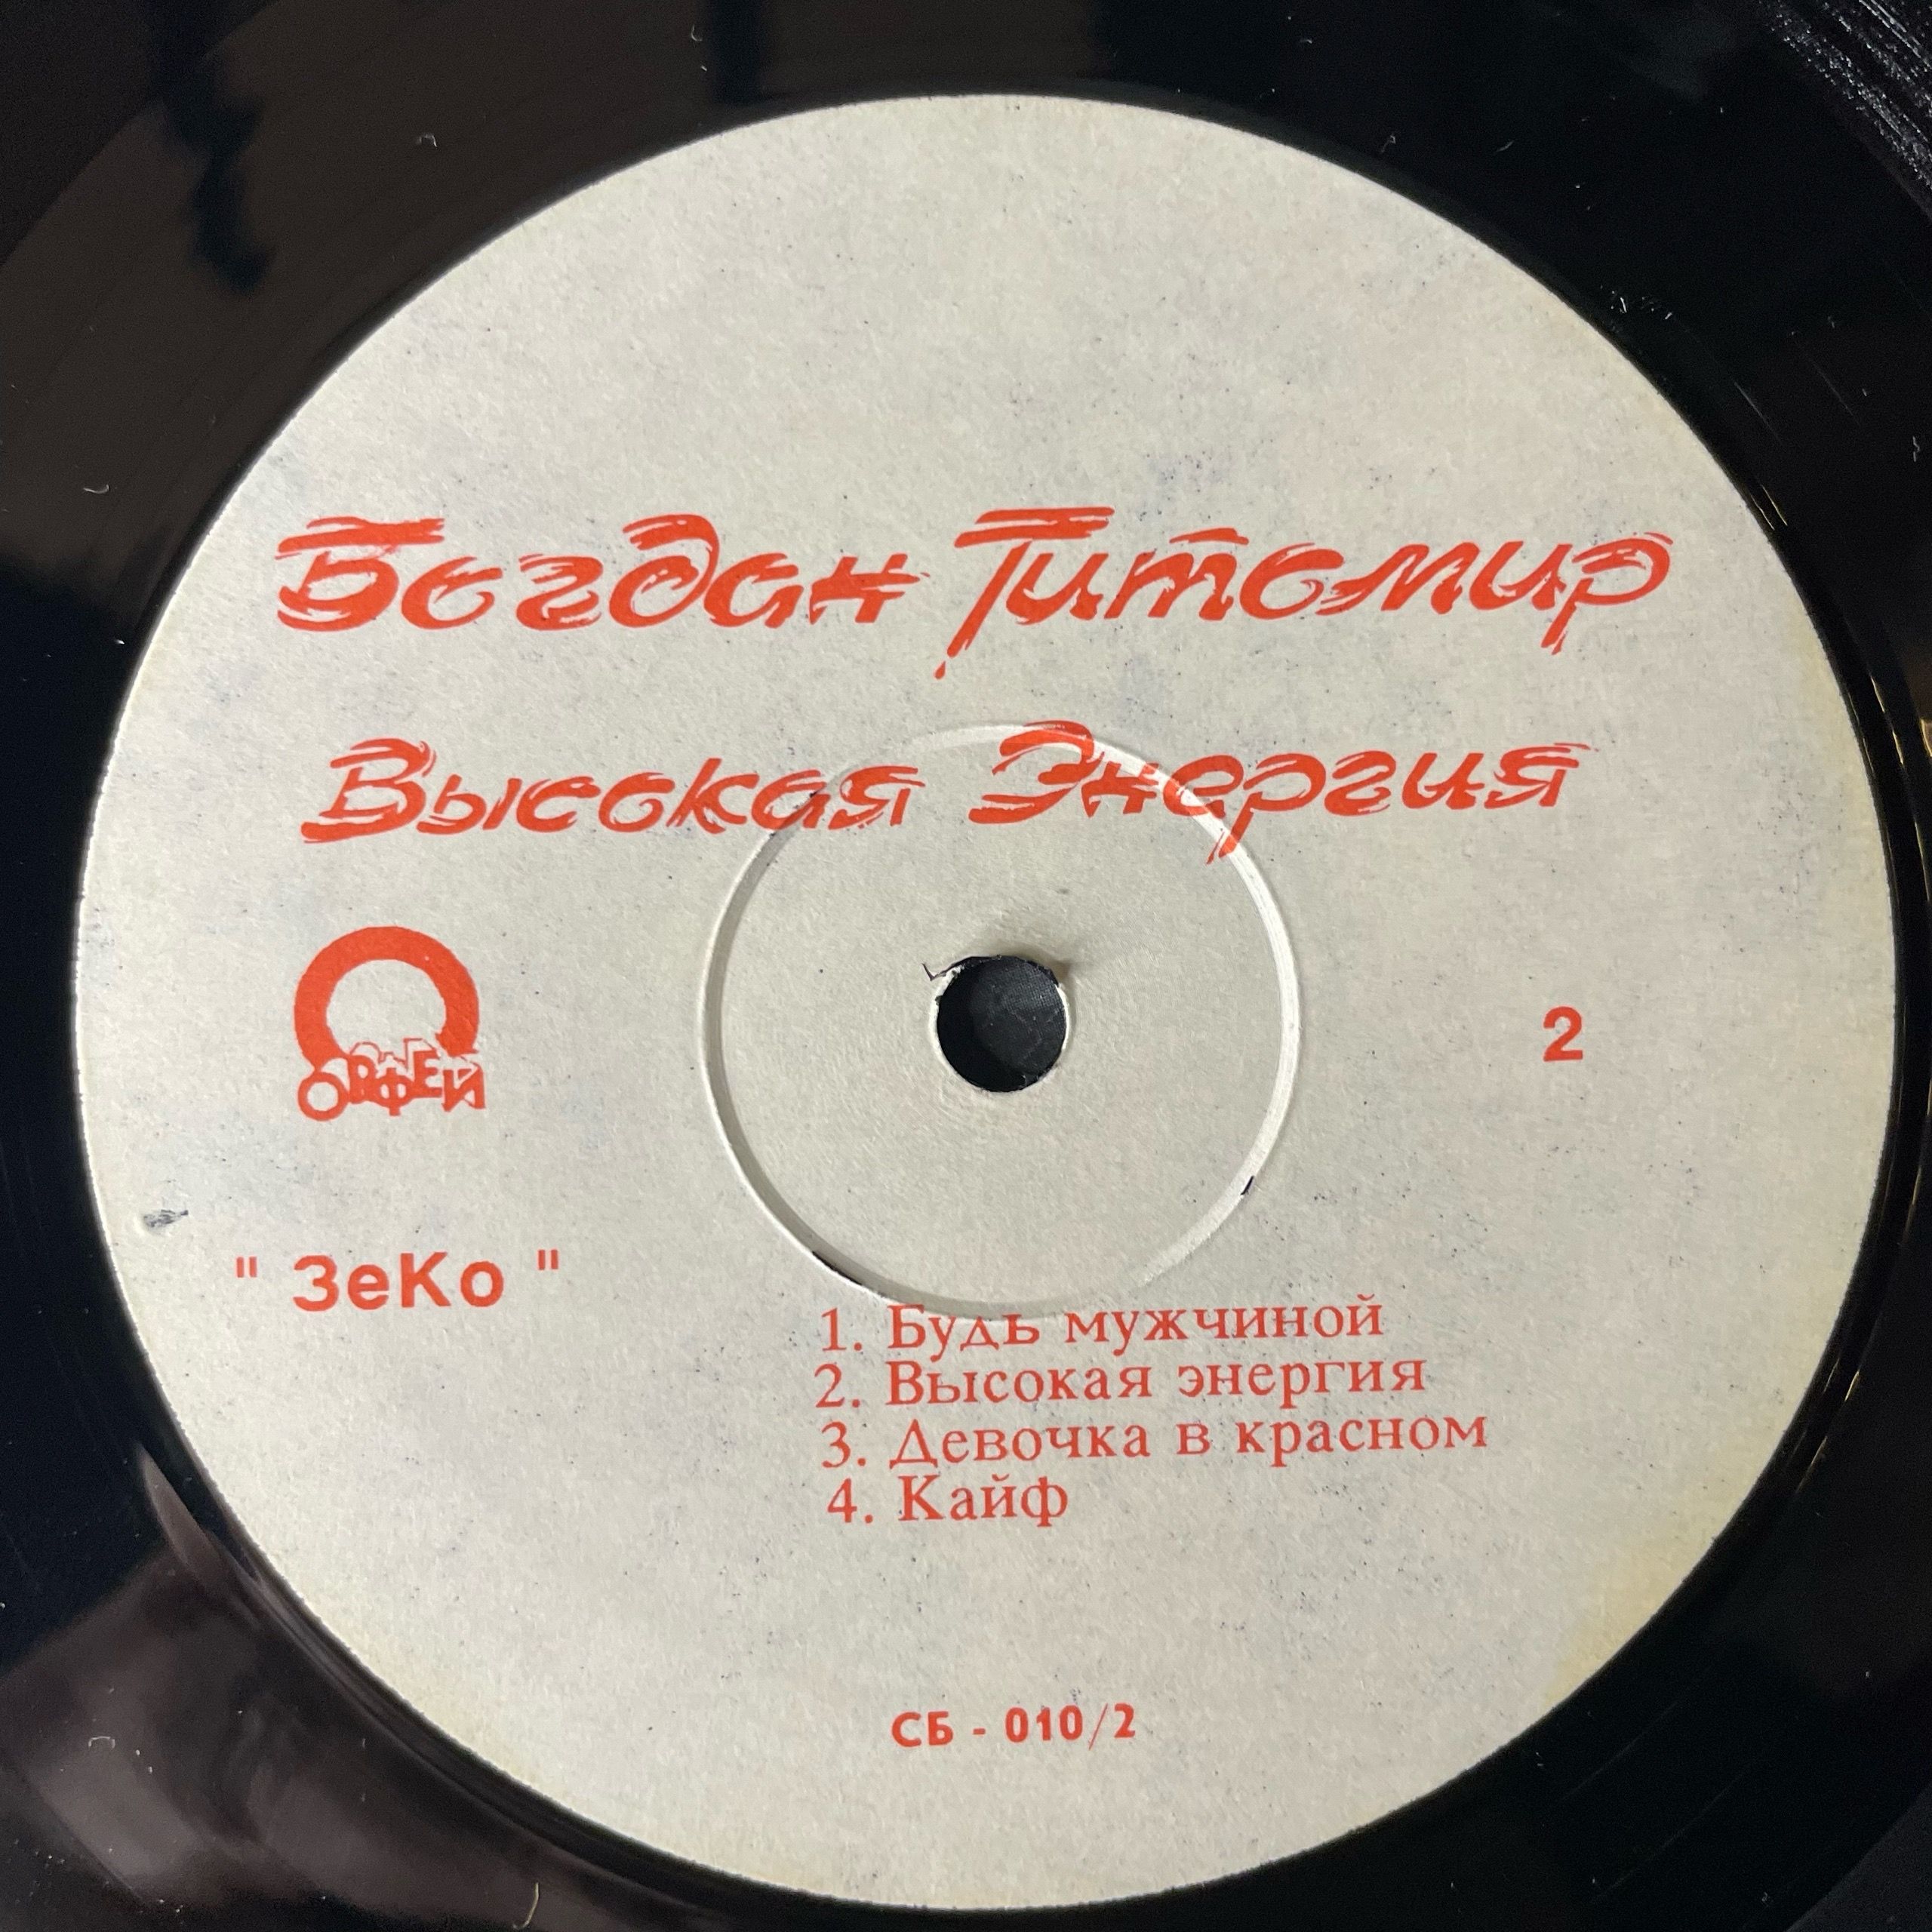 Богдан Титомир
Высокая Энергия
ОРФЕЙ
2
" ЗеКо "
1. Будь мужчиной
2. Высокая энергия
3. Девочка в красном
4. Кайф
СБ - 010/2